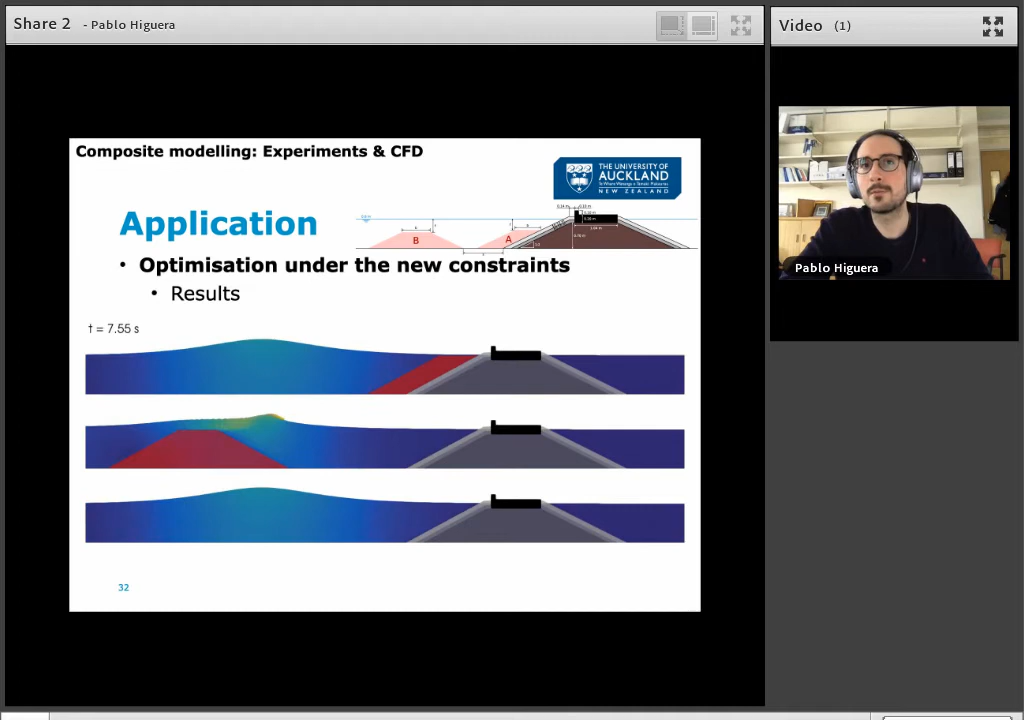 Share 2 - Pablo Higuera
Video (1)
Composite modelling: Experiments & CFD
THE UNIVERSITY OF
AUCKLAND
NEW ZEALAND
Application
B
A
• Optimisation under the new constraints
• Results
t = 7.55 s
32
Pablo Higuera